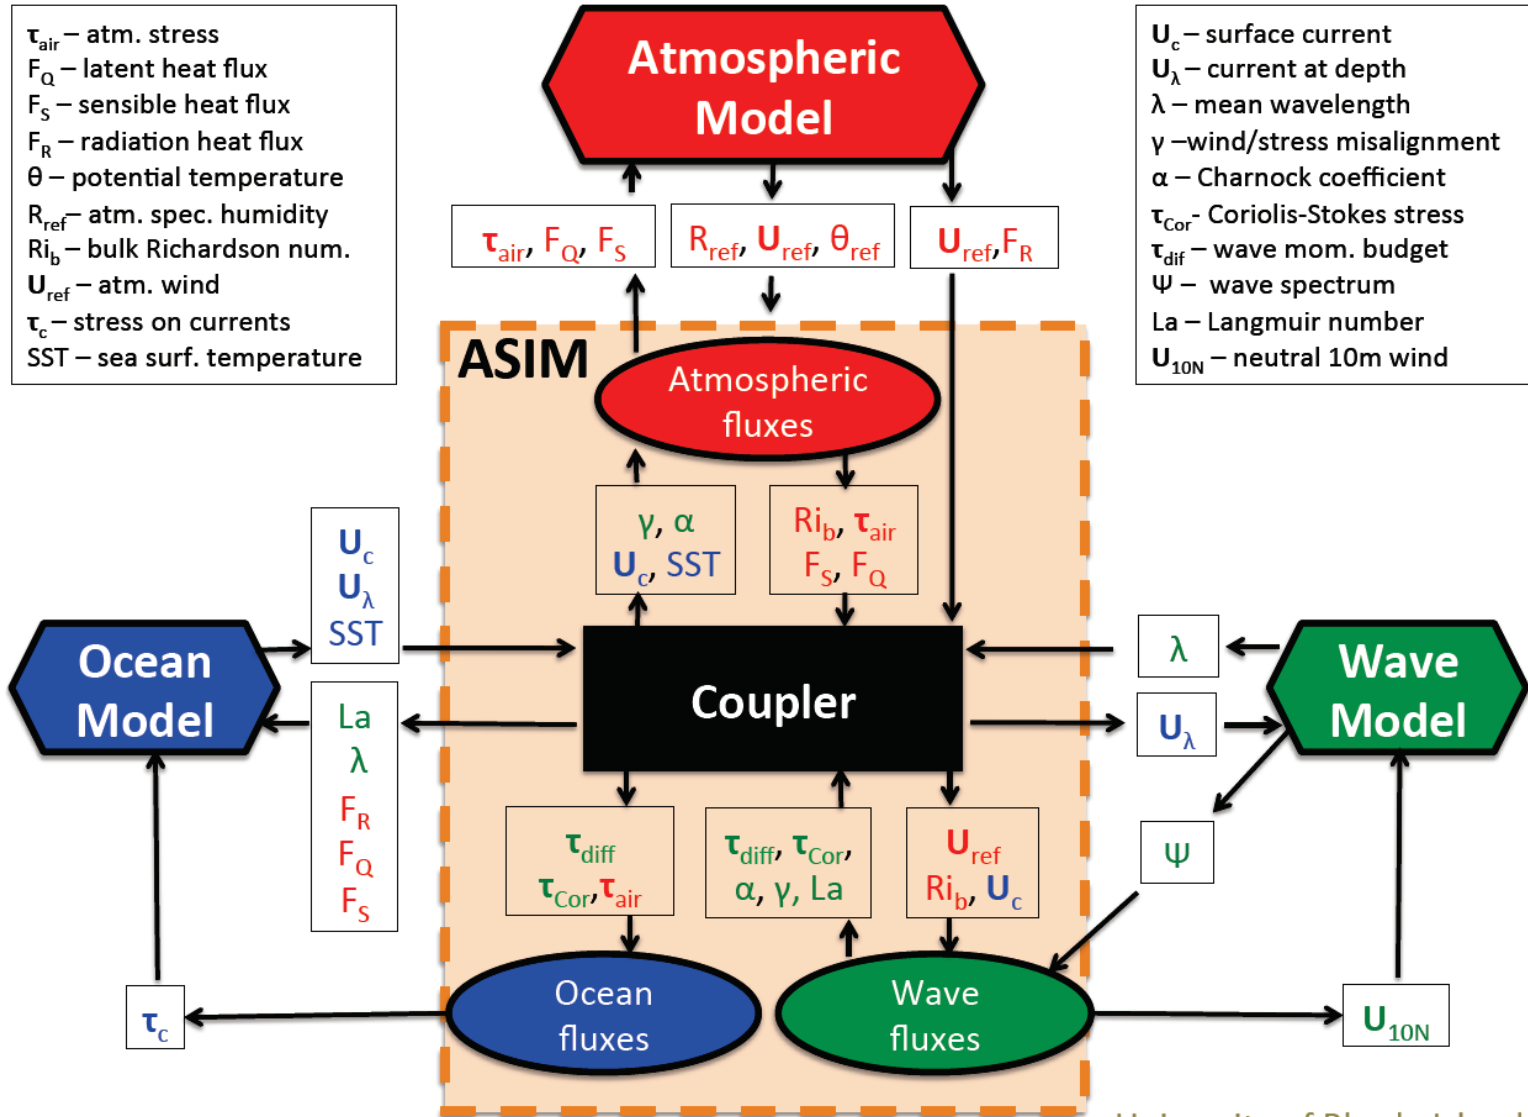 τair – atm. stress
FQ – latent heat flux
FS – sensible heat flux
FR – radiation heat flux
θ – potential temperature
Rref – atm. spec. humidity
Rib – bulk Richardson num.
Uref – atm. wind
τc – stress on currents
SST – sea surf. temperature
Atmospheric
Model
Uc – surface current
Uλ – current at depth
λ – mean wavelength
γ –wind/stress misalignment
α – Charnock coefficient
τCor- Coriolis-Stokes stress
τdif – wave mom. budget
Ψ – wave spectrum
La – Langmuir number
U10N – neutral 10m wind
τair, FQ, FS
Rref, Uref, θref
Uref,FR
ASIM
Atmospheric
fluxes
γ, α
Uc, SST
Rib, τair
FS, FQ
Uc
Uλ
SST
Ocean
Model
La
λ
FR
FQ
FS
Coupler
λ
Uλ
Wave
Model
τdiff
τCor,τair
τdiff, τCor,
α, γ, La
Uref
Rib, Uc
Ψ
τc
Ocean
fluxes
Wave
fluxes
U10N